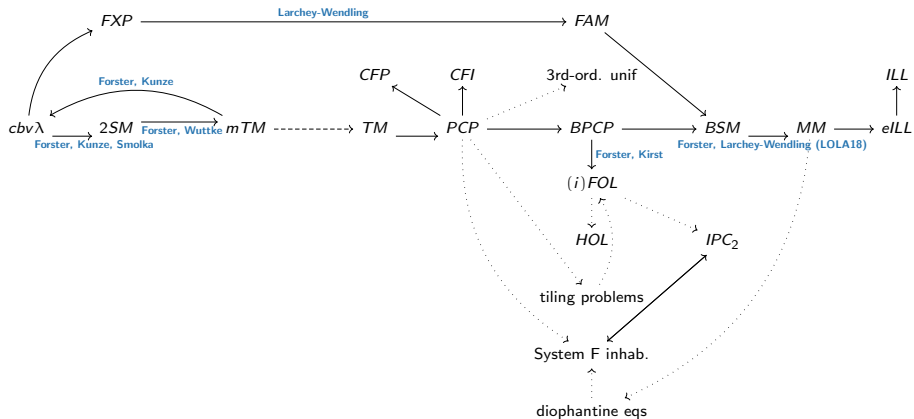 Larchey-Wendling
FXP FAM
CFP CFI 3rd-ord. unif ILL
Forster, Kunze
cbvλ 2SM mTM TM PCP BPCP BSM MM eILL
Forster, Wuttke
Forster, Kunze, Smolka Forster, Larchey-Wendling (LOLA18)
Forster, Kirst
(i)FOL
HOL IPC₂
tiling problems
System F inhab.
diophantine eqs